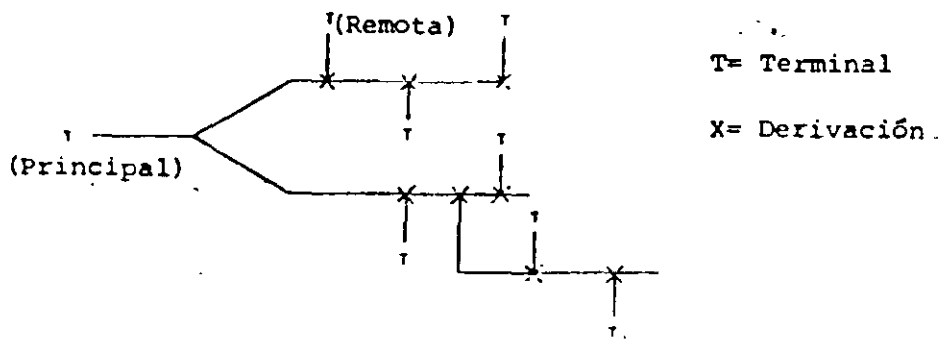 T (Remota) T
T= Terminal
T
X= Derivación
T
(Principal)
T
T
T
T